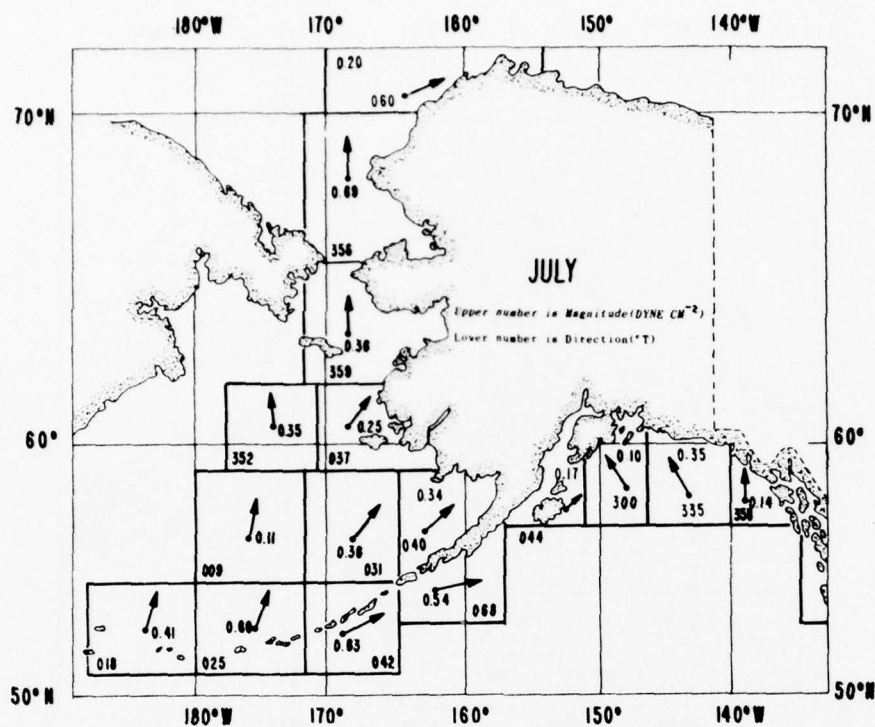 180°W 170° 160° 150° 140°W
0.20
060
70°N 70°N
0.69
356
JULY
Upper number is Magnitude(DYNE CM⁻²)
Lower number is Direction(°T)
0.36
359
0.35 0.25
60° 60°
352 037
0.10 0.35
0.17
0.34
300 335 0.14
356
0.11 0.36 040
044
009 031
0.54 068
0.41 0.60 0.63
018 025 042
50°N 50°N
180°W 170° 160° 150° 140°W